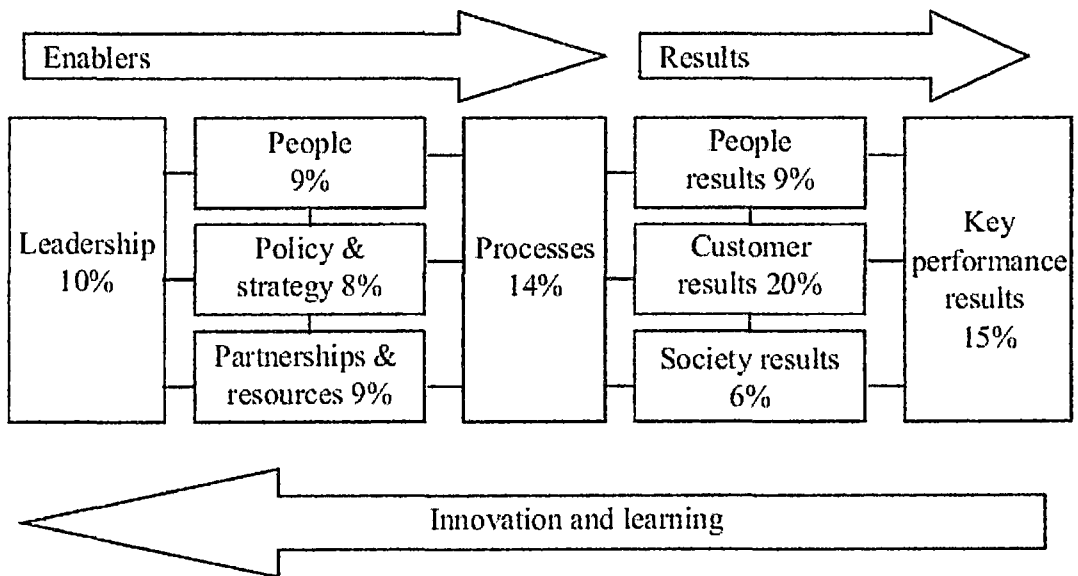 Enablers
Results
Leadership
10%
People
9%
Policy &
strategy 8%
Partnerships &
resources 9%
Processes
14%
People
results 9%
Customer
results 20%
Society results
6%
Key
performance
results
15%
Innovation and learning